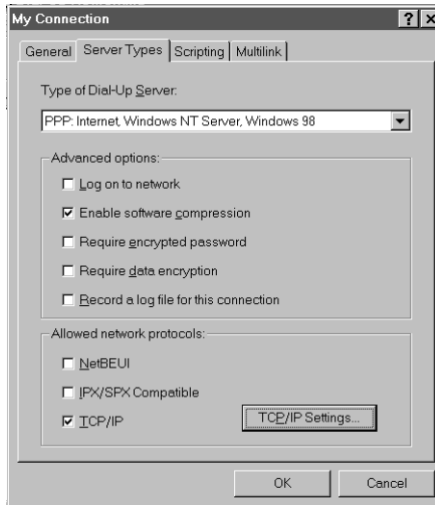 My Connection
General Server Types Scripting Multilink
Type of Dial-Up Server:
PPP: Internet, Windows NT Server, Windows 98
Advanced options:
Log on to network
Enable software compression
Require encrypted password
Require data encryption
Record a log file for this connection
Allowed network protocols:
NetBEUI
IPX/SPX Compatible
TCP/IP TCP/IP Settings...
OK Cancel